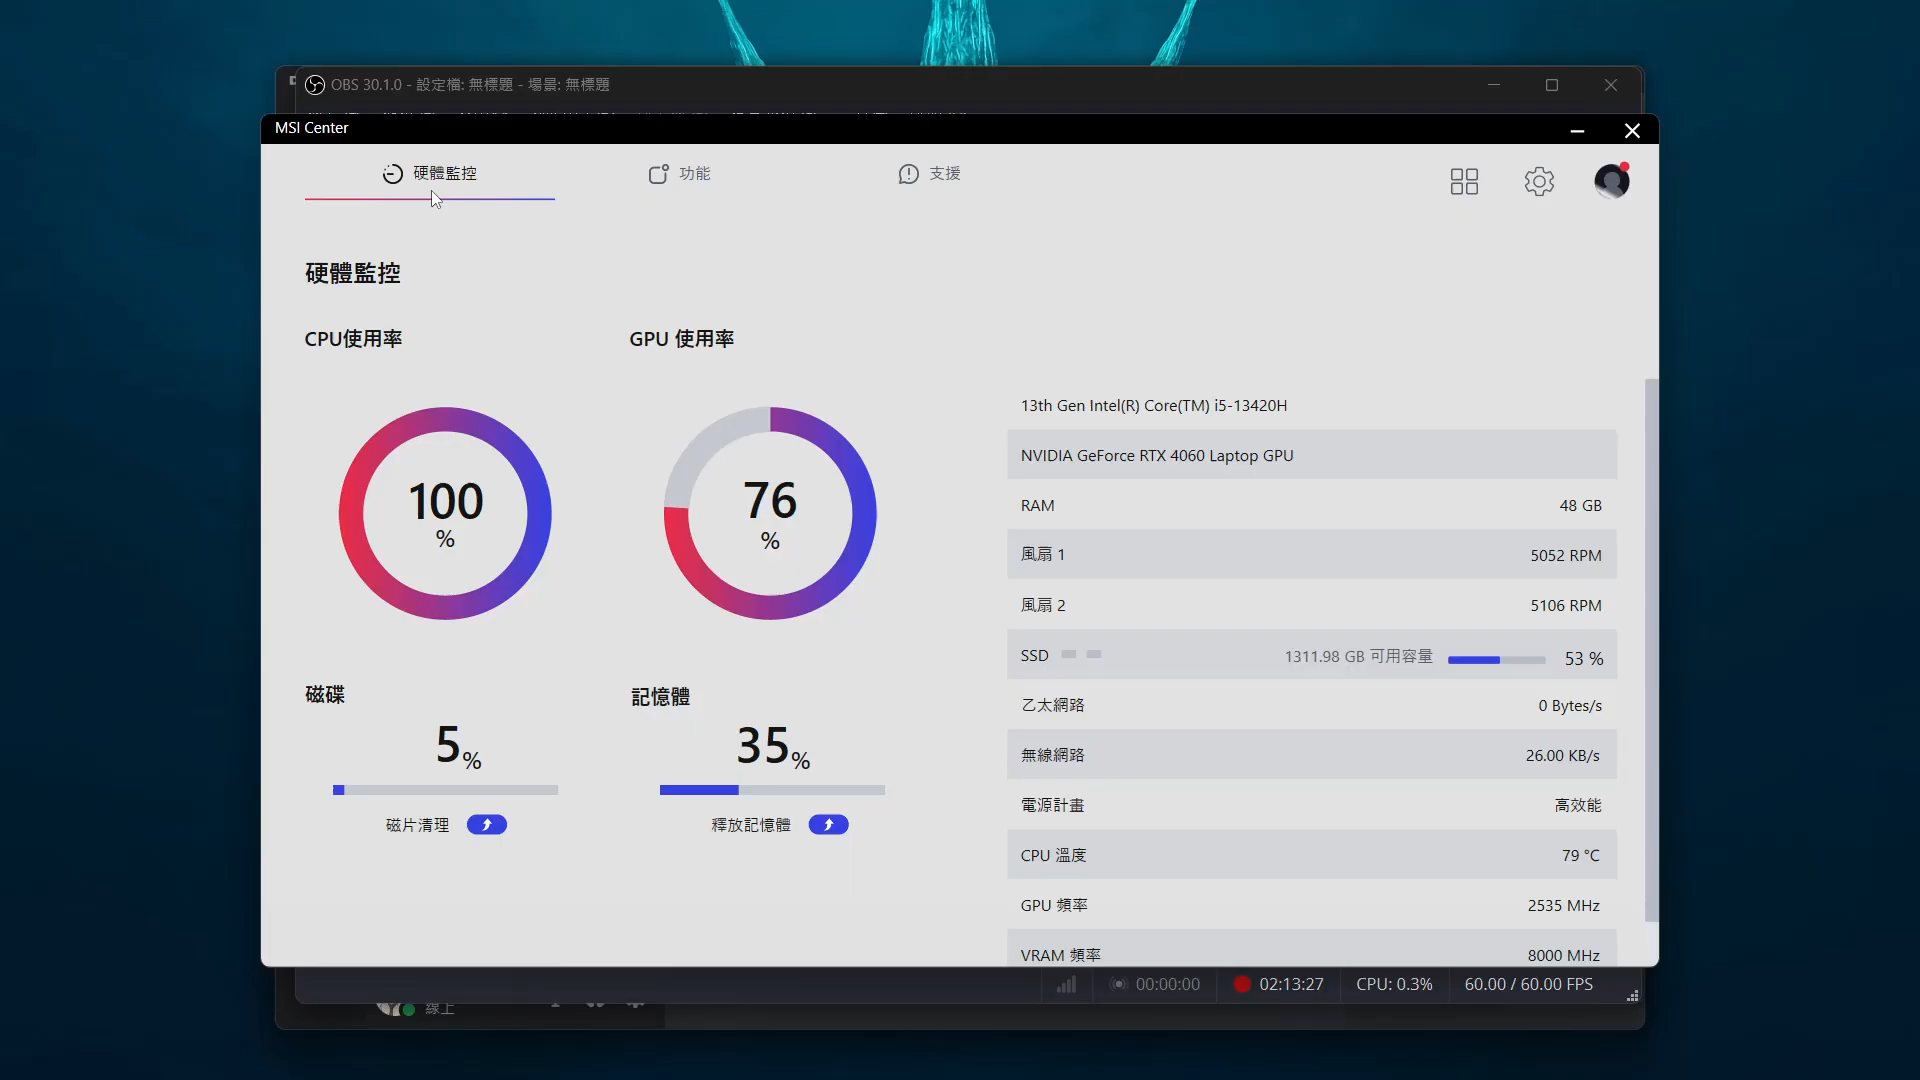 OBS 30.1.0 - 設定檔: 無標題 - 場景: 無標題
MSI Center
硬體監控
功能
支援
硬體監控
CPU使用率
GPU 使用率
100
%
76
%
磁碟
5%
磁片清理
記憶體
35%
釋放記憶體
13th Gen Intel(R) Core(TM) i5-13420H
NVIDIA GeForce RTX 4060 Laptop GPU
RAM 48 GB
風扇 1 5052 RPM
風扇 2 5106 RPM
SSD 1311.98 GB 可用容量 53 %
乙太網路 0 Bytes/s
無線網路 26.00 KB/s
電源計畫 高效能
CPU 溫度 79 °C
GPU 頻率 2535 MHz
VRAM 頻率 8000 MHz
00:00:00 02:13:27 CPU: 0.3% 60.00 / 60.00 FPS
線上